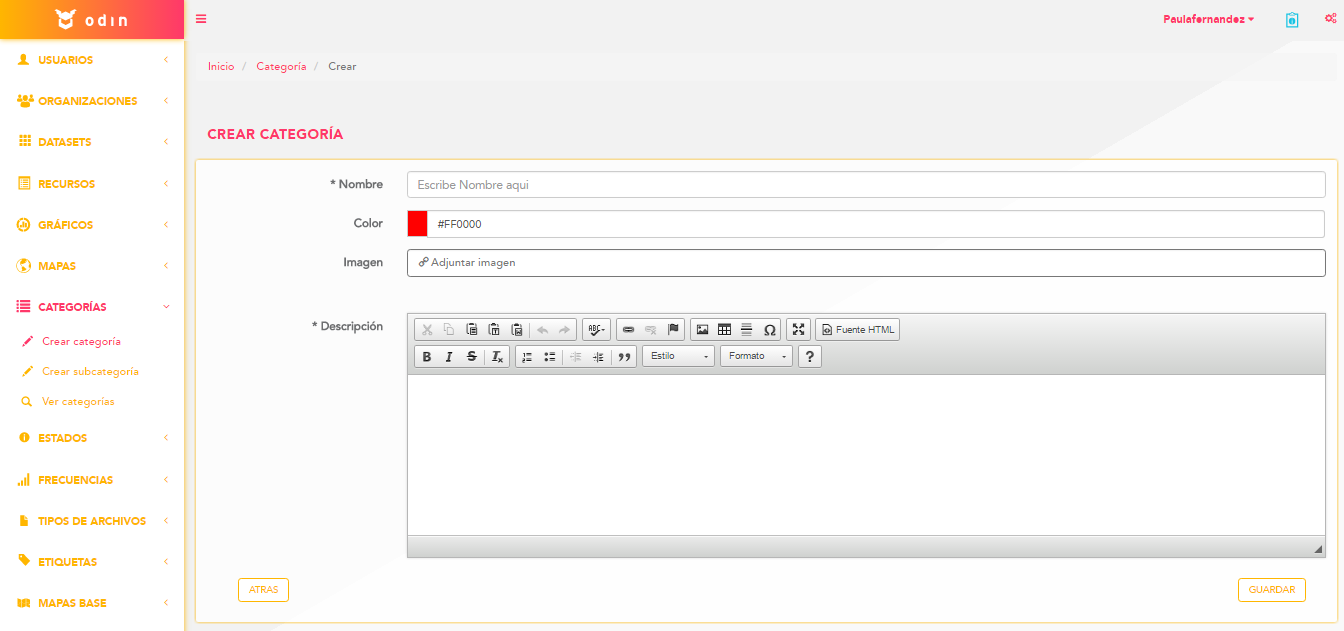 odin
Paulafernandez
USUARIOS
ORGANIZACIONES
DATASETS
RECURSOS
GRÁFICOS
MAPAS
CATEGORÍAS
Crear categoría
Crear subcategoría
Ver categorías
ESTADOS
FRECUENCIAS
TIPOS DE ARCHIVOS
ETIQUETAS
MAPAS BASE
Inicio / Categoría / Crear
CREAR CATEGORÍA
* Nombre Escribe Nombre aqui
Color #FF0000
Imagen Adjuntar imagen
* Descripción
ABC Ω Fuente HTML
B I S Tx Estilo Formato ?
ATRAS GUARDAR